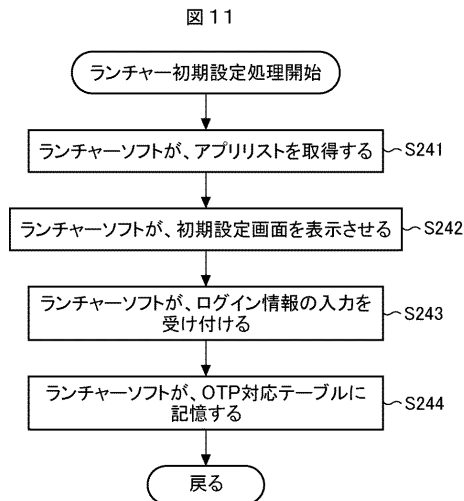 図11
ランチャー初期設定処理開始
ランチャーソフトが、アプリリストを取得する
S241
ランチャーソフトが、初期設定画面を表示させる
S242
ランチャーソフトが、ログイン情報の入力を
受け付ける
S243
ランチャーソフトが、OTP対応テーブルに
記憶する
S244
戻る